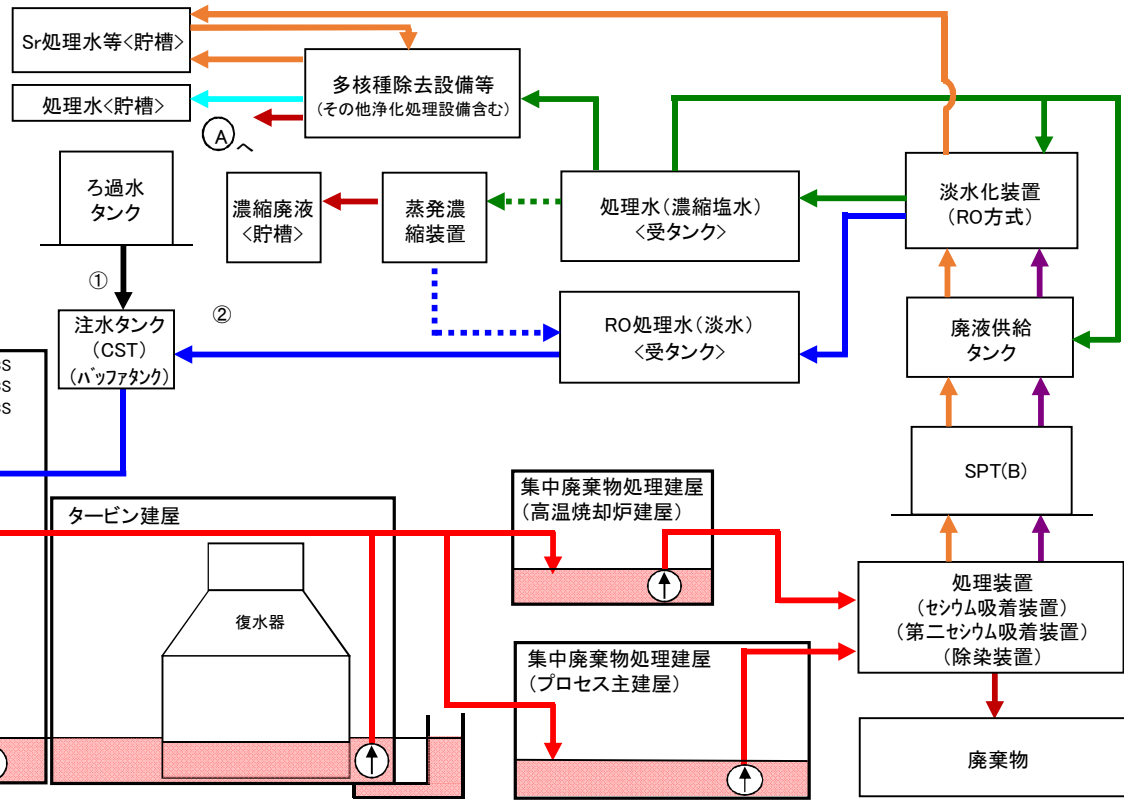 Sr処理水等<貯槽>
処理水<貯槽>
多核種除去設備等
(その他浄化処理設備含む)
Aへ
ろ過水
タンク
濃縮廃液
<貯槽>
蒸発濃
縮装置
処理水(濃縮塩水)
<受タンク>
淡水化装置
(RO方式)
①
②
注水タンク
(CST)
(バッファタンク)
RO処理水(淡水)
<受タンク>
廃液供給
タンク
SPT(B)
タービン建屋
復水器
集中廃棄物処理建屋
(高温焼却炉建屋)
集中廃棄物処理建屋
(プロセス主建屋)
処理装置
(セシウム吸着装置)
(第二セシウム吸着装置)
(除染装置)
廃棄物